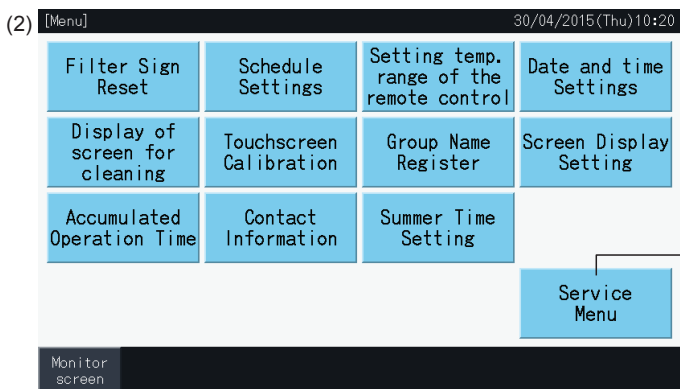 (2)
[Menu] 30/04/2015(Thu)10:20
Filter Sign
Reset
Schedule
Settings
Setting temp.
range of the
remote control
Date and time
Settings
Display of
screen for
cleaning
Touchscreen
Calibration
Group Name
Register
Screen Display
Setting
Accumulated
Operation Time
Contact
Information
Summer Time
Setting
Service
Menu
Monitor
screen